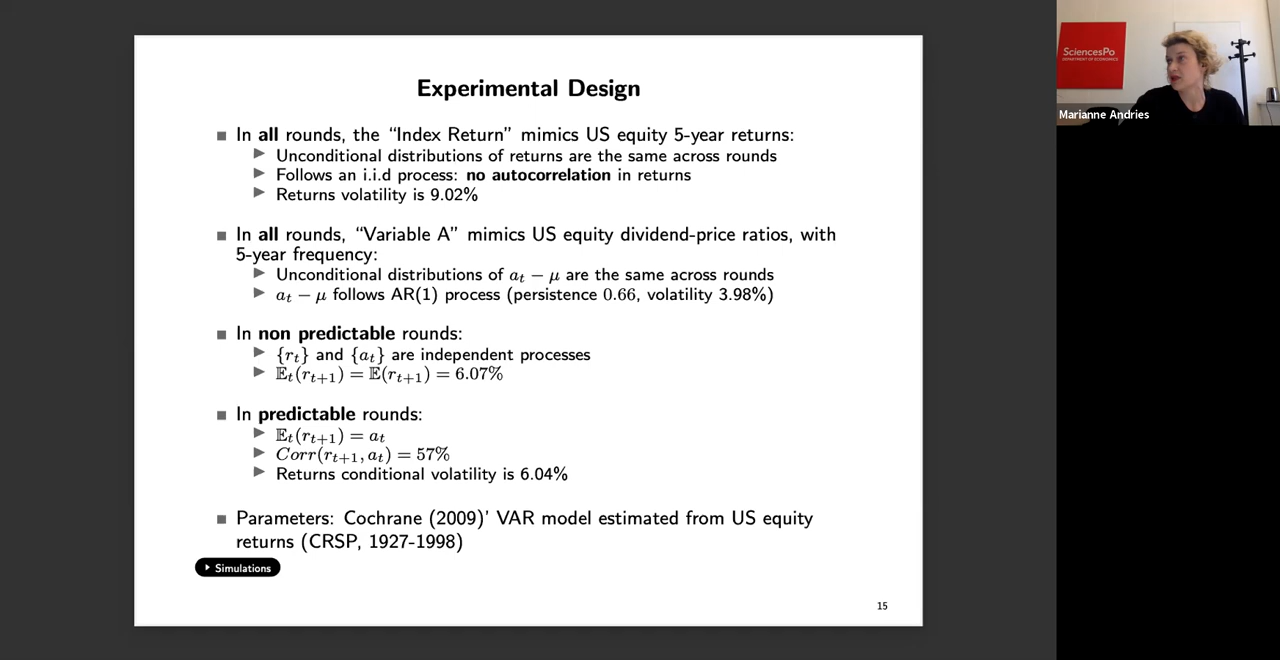 Experimental Design
■ In all rounds, the “Index Return” mimics US equity 5-year returns:
▶ Unconditional distributions of returns are the same across rounds
▶ Follows an i.i.d process: no autocorrelation in returns
▶ Returns volatility is 9.02%
■ In all rounds, “Variable A” mimics US equity dividend-price ratios, with
5-year frequency:
▶ Unconditional distributions of a_t − μ are the same across rounds
▶ a_t − μ follows AR(1) process (persistence 0.66, volatility 3.98%)
■ In non predictable rounds:
▶ {r_t} and {a_t} are independent processes
▶ 𝔼_t(r_{t+1}) = 𝔼(r_{t+1}) = 6.07%
■ In predictable rounds:
▶ 𝔼_t(r_{t+1}) = a_t
▶ Corr(r_{t+1}, a_t) = 57%
▶ Returns conditional volatility is 6.04%
■ Parameters: Cochrane (2009)’ VAR model estimated from US equity
returns (CRSP, 1927-1998)
▶ Simulations
15
SciencesPo
DEPARTMENT OF ECONOMICS
Marianne Andries